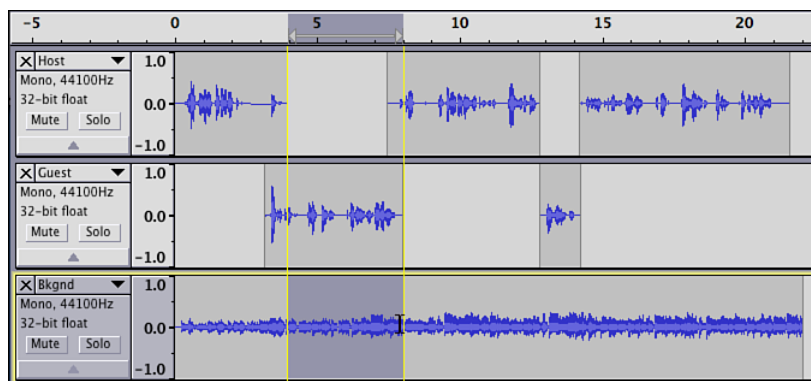 -5 0 5 10 15 20
X Host ▼ 1.0
Mono, 44100Hz
32-bit float 0.0-
Mute Solo
-1.0
X Guest ▼ 1.0
Mono, 44100Hz
32-bit float 0.0-
Mute Solo
-1.0
X Bkgnd ▼ 1.0
Mono, 44100Hz
32-bit float 0.0-
Mute Solo
-1.0